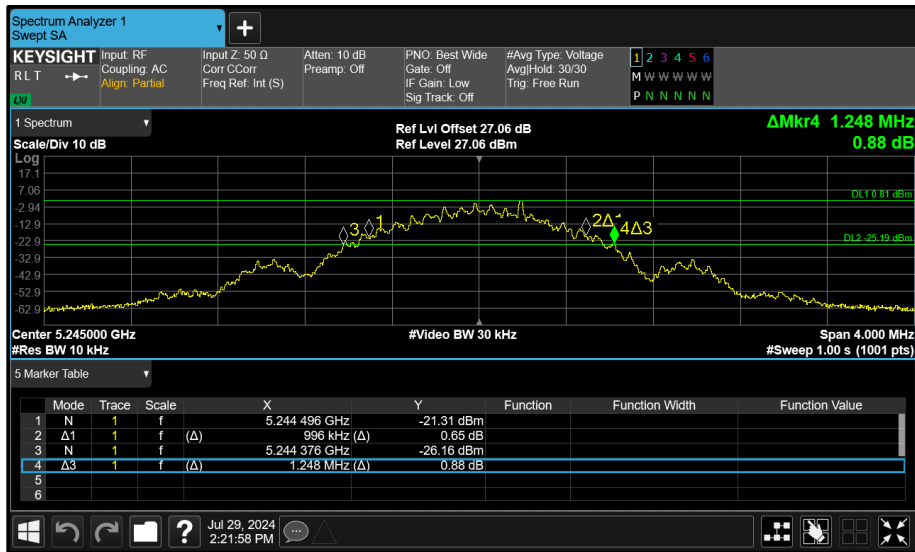 Spectrum Analyzer 1
Swept SA
+
KEYSIGHT Input: RF Input Z: 50 Ω Atten: 10 dB PNO: Best Wide #Avg Type: Voltage 1 2 3 4 5 6
RLT Coupling: AC Corr CCorr Preamp: Off Gate: Off Avg|Hold: 30/30 M W W W W W
Align: Partial Freq Ref: Int (S) IF Gain: Low Trig: Free Run
LXI Sig Track: Off P N N N N N
1 Spectrum Ref Lvl Offset 27.06 dB ΔMkr4 1.248 MHz
Scale/Div 10 dB Ref Level 27.06 dBm 0.88 dB
Log
17.1
7.06
DL1 0.81 dBm
-2.94
-12.9
3 1 2Δ1 4Δ3
-22.9 DL2 -25.19 dBm
-32.9
-42.9
-52.9
-62.9
Center 5.245000 GHz #Video BW 30 kHz Span 4.000 MHz
#Res BW 10 kHz #Sweep 1.00 s (1001 pts)
5 Marker Table
Mode Trace Scale X Y Function Function Width Function Value
1 N 1 f 5.244 496 GHz -21.31 dBm
2 Δ1 1 f (Δ) 996 kHz (Δ) 0.65 dB
3 N 1 f 5.244 376 GHz -26.16 dBm
4 Δ3 1 f (Δ) 1.248 MHz (Δ) 0.88 dB
5
6
? Jul 29, 2024
2:21:58 PM